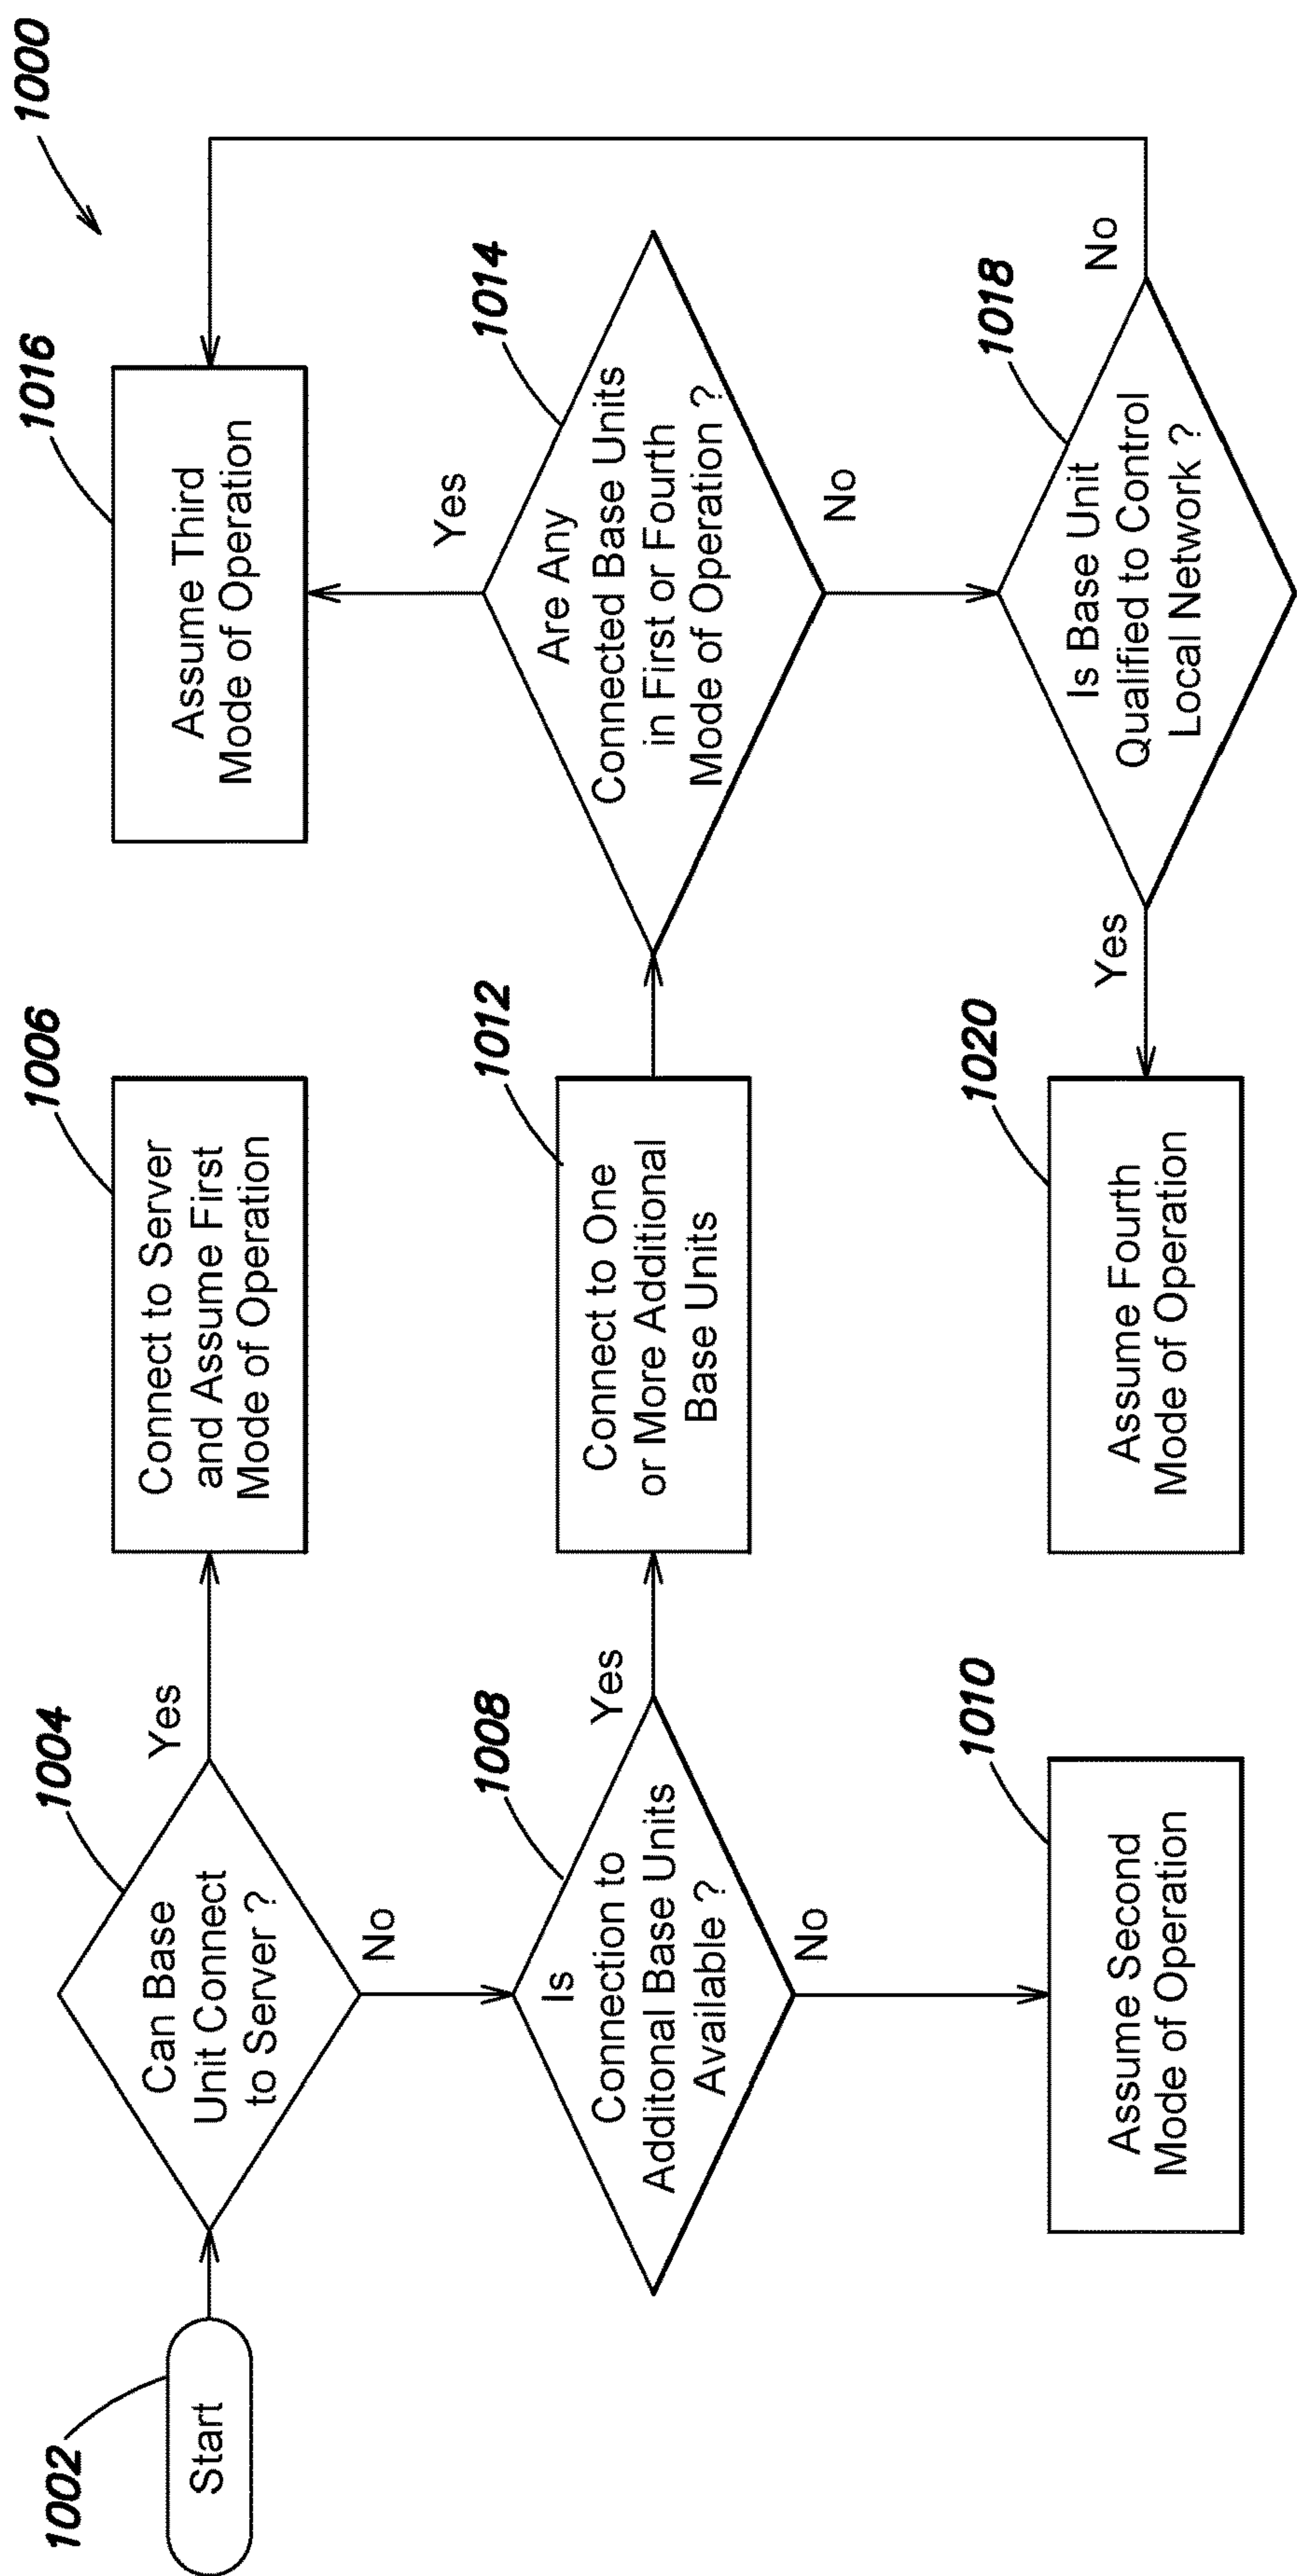 1000
1002
Start
1004
Can Base
Unit Connect
to Server ?
Yes
No
1006
Connect to Server
and Assume First
Mode of Operation
1008
Is
Connection to
Additonal Base Units
Available ?
Yes
No
1010
Assume Second
Mode of Operation
1012
Connect to One
or More Additional
Base Units
1014
Are Any
Connected Base Units
in First or Fourth
Mode of Operation ?
Yes
No
1016
Assume Third
Mode of Operation
1018
Is Base Unit
Qualified to Control
Local Network ?
No
Yes
1020
Assume Fourth
Mode of Operation